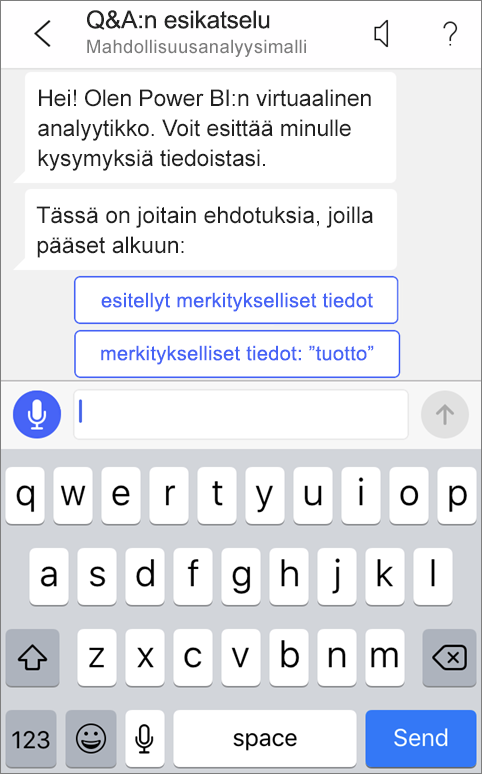 Q&A:n esikatselu
Mahdollisuusanalyysimalli
?
Hei! Olen Power BI:n virtuaalinen
analyytikko. Voit esittää minulle
kysymyksiä tiedoistasi.
Tässä on joitain ehdotuksia, joilla
pääset alkuun:
esitellyt merkitykselliset tiedot
merkitykselliset tiedot: ”tuotto”
q w e r t y u i o p
a s d f g h j k l
z x c v b n m
123 space Send